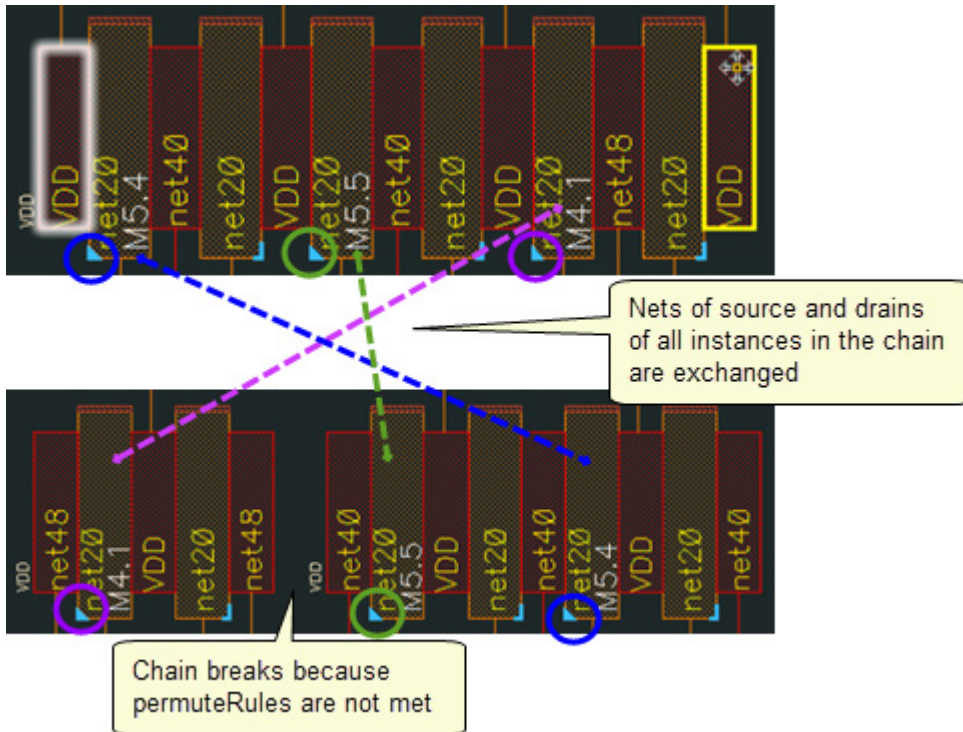 VDD
VDD
net20
M5.4
net40
net20
VDD
net20
M5.5
net40
net20
VDD
net20
M4.1
net48
net20
VDD
Nets of source and drains
of all instances in the chain
are exchanged
VDD
net48
net20
M4.1
VDD
net20
net48
VDD
net40
net20
M5.5
VDD
net20
net40
net20
M5.4
VDD
net20
net40
Chain breaks because
permuteRules are not met